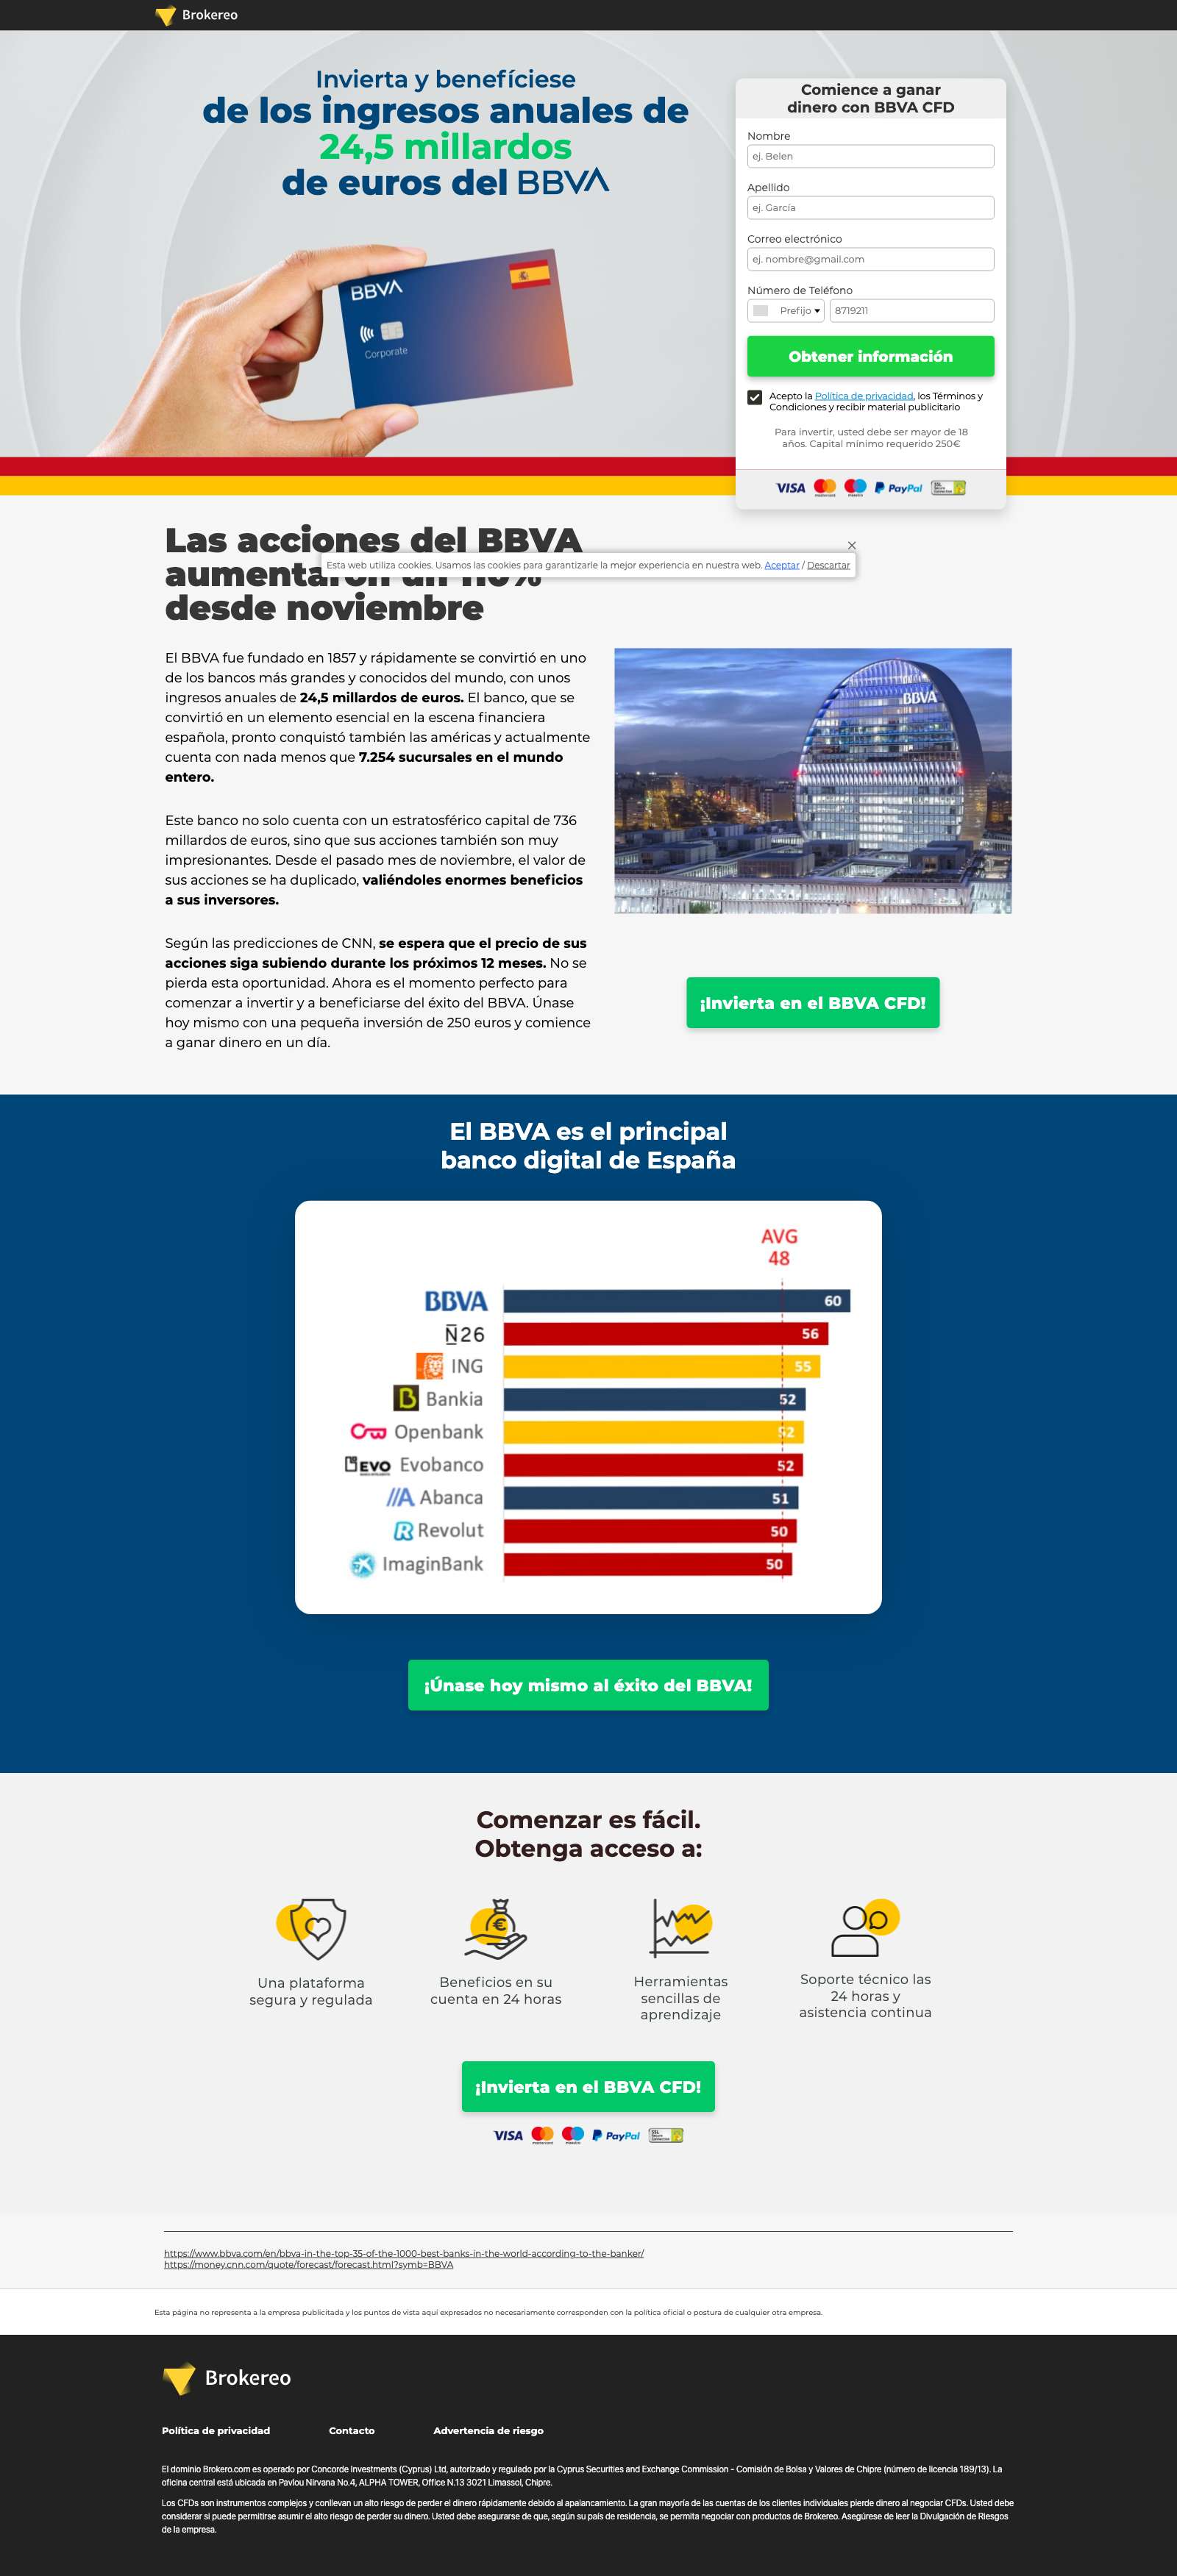 Brokereo
Invierta y benefíciese
de los ingresos anuales de
24,5 millardos
de euros del BBVA
BBVA
Corporate
Comience a ganar
dinero con BBVA CFD
Nombre
ej. Belen
Apellido
ej. García
Correo electrónico
ej. nombre@gmail.com
Número de Teléfono
Prefijo 8719211
Obtener información
Acepto la Política de privacidad, los Términos y
Condiciones y recibir material publicitario
Para invertir, usted debe ser mayor de 18
años. Capital mínimo requerido 250€
VISA mastercard maestro PayPal SSL Secure Connection
Las acciones del BBVA
aumentaron un 110%
desde noviembre
Esta web utiliza cookies. Usamos las cookies para garantizarle la mejor experiencia en nuestra web. Aceptar / Descartar
El BBVA fue fundado en 1857 y rápidamente se convirtió en uno
de los bancos más grandes y conocidos del mundo, con unos
ingresos anuales de 24,5 millardos de euros. El banco, que se
convirtió en un elemento esencial en la escena financiera
española, pronto conquistó también las américas y actualmente
cuenta con nada menos que 7.254 sucursales en el mundo
entero.
Este banco no solo cuenta con un estratosférico capital de 736
millardos de euros, sino que sus acciones también son muy
impresionantes. Desde el pasado mes de noviembre, el valor de
sus acciones se ha duplicado, valiéndoles enormes beneficios
a sus inversores.
Según las predicciones de CNN, se espera que el precio de sus
acciones siga subiendo durante los próximos 12 meses. No se
pierda esta oportunidad. Ahora es el momento perfecto para
comenzar a invertir y a beneficiarse del éxito del BBVA. Únase
hoy mismo con una pequeña inversión de 250 euros y comience
a ganar dinero en un día.
BBVA
¡Invierta en el BBVA CFD!
El BBVA es el principal
banco digital de España
AVG
48
BBVA 60
N26 56
ING 55
Bankia 52
Openbank 52
EVO Evobanco 52
Abanca 51
Revolut 50
ImaginBank 50
¡Únase hoy mismo al éxito del BBVA!
Comenzar es fácil.
Obtenga acceso a:
Una plataforma
segura y regulada
Beneficios en su
cuenta en 24 horas
Herramientas
sencillas de
aprendizaje
Soporte técnico las
24 horas y
asistencia continua
¡Invierta en el BBVA CFD!
VISA mastercard maestro PayPal SSL Secure Connection
https://www.bbva.com/en/bbva-in-the-top-35-of-the-1000-best-banks-in-the-world-according-to-the-banker/
https://money.cnn.com/quote/forecast/forecast.html?symb=BBVA
Esta página no representa a la empresa publicitada y los puntos de vista aquí expresados no necesariamente corresponden con la política oficial o postura de cualquier otra empresa.
Brokereo
Política de privacidad Contacto Advertencia de riesgo
El dominio Brokero.com es operado por Concorde Investments (Cyprus) Ltd, autorizado y regulado por la Cyprus Securities and Exchange Commission - Comisión de Bolsa y Valores de Chipre (número de licencia 189/13). La
oficina central está ubicada en Pavlou Nirvana No.4, ALPHA TOWER, Office N.13 3021 Limassol, Chipre.
Los CFDs son instrumentos complejos y conllevan un alto riesgo de perder el dinero rápidamente debido al apalancamiento. La gran mayoría de las cuentas de los clientes individuales pierde dinero al negociar CFDs. Usted debe
considerar si puede permitirse asumir el alto riesgo de perder su dinero. Usted debe asegurarse de que, según su país de residencia, se permita negociar con productos de Brokereo. Asegúrese de leer la Divulgación de Riesgos
de la empresa.